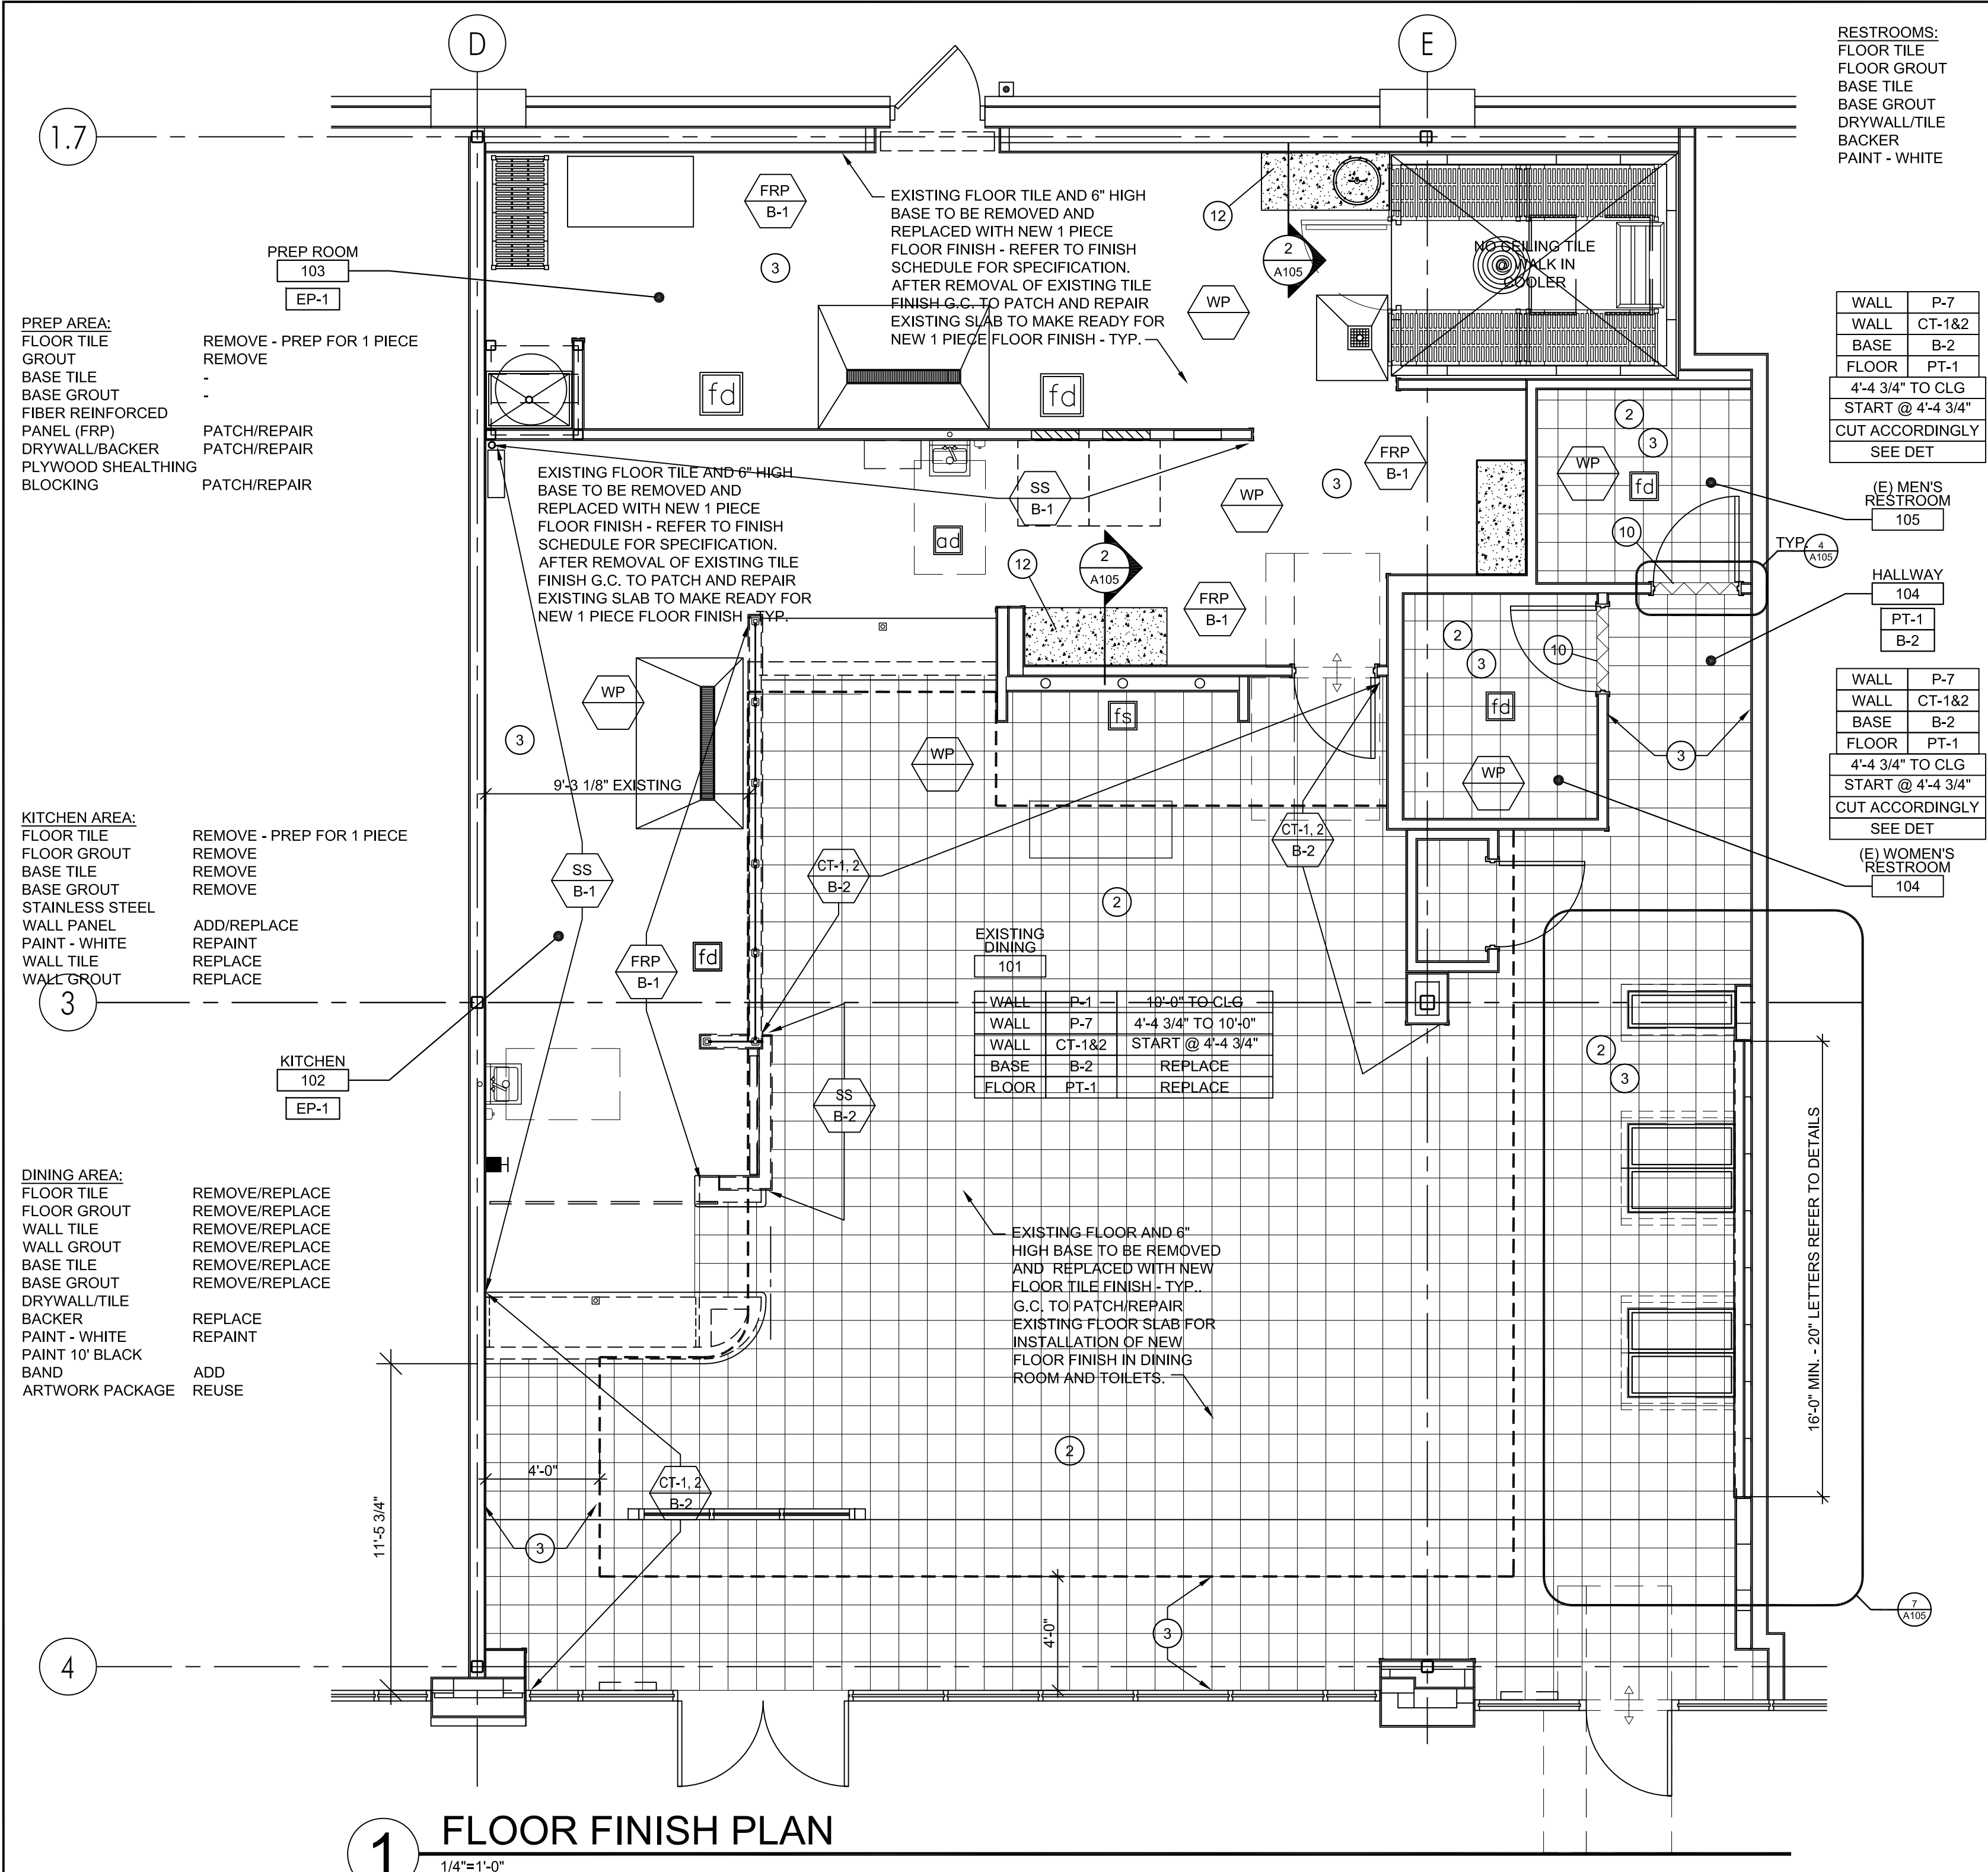 D
E
1.7
3
4
RESTROOMS:
FLOOR TILE
FLOOR GROUT
BASE TILE
BASE GROUT
DRYWALL/TILE
BACKER
PAINT - WHITE
PREP ROOM
103
EP-1
PREP AREA:
FLOOR TILE REMOVE - PREP FOR 1 PIECE
GROUT REMOVE
BASE TILE -
BASE GROUT -
FIBER REINFORCED
PANEL (FRP) PATCH/REPAIR
DRYWALL/BACKER PATCH/REPAIR
PLYWOOD SHEALTHING
BLOCKING PATCH/REPAIR
FRP
B-1
3
EXISTING FLOOR TILE AND 6" HIGH
BASE TO BE REMOVED AND
REPLACED WITH NEW 1 PIECE
FLOOR FINISH - REFER TO FINISH
SCHEDULE FOR SPECIFICATION.
AFTER REMOVAL OF EXISTING TILE
FINISH G.C. TO PATCH AND REPAIR
EXISTING SLAB TO MAKE READY FOR
NEW 1 PIECE FLOOR FINISH - TYP.
12
2
A105
WP
NO CEILING TILE
@ WALK IN
COOLER
fd
fd
WALL P-7
WALL CT-1&2
BASE B-2
FLOOR PT-1
4'-4 3/4" TO CLG
START @ 4'-4 3/4"
CUT ACCORDINGLY
SEE DET
(E) MEN'S
RESTROOM
105
TYP.
4
A105
HALLWAY
104
PT-1
B-2
WALL P-7
WALL CT-1&2
BASE B-2
FLOOR PT-1
4'-4 3/4" TO CLG
START @ 4'-4 3/4"
CUT ACCORDINGLY
SEE DET
(E) WOMEN'S
RESTROOM
104
EXISTING FLOOR TILE AND 6" HIGH
BASE TO BE REMOVED AND
REPLACED WITH NEW 1 PIECE
FLOOR FINISH - REFER TO FINISH
SCHEDULE FOR SPECIFICATION.
AFTER REMOVAL OF EXISTING TILE
FINISH G.C. TO PATCH AND REPAIR
EXISTING SLAB TO MAKE READY FOR
NEW 1 PIECE FLOOR FINISH - TYP.
SS
B-1
ad
WP
3
FRP
B-1
2
3
WP
fd
10
12
2
A105
FRP
B-1
2
3
10
fd
WP
3
WP
3
9'-3 1/8" EXISTING
WP
fs
KITCHEN AREA:
FLOOR TILE REMOVE - PREP FOR 1 PIECE
FLOOR GROUT REMOVE
BASE TILE REMOVE
BASE GROUT REMOVE
STAINLESS STEEL
WALL PANEL ADD/REPLACE
PAINT - WHITE REPAINT
WALL TILE REPLACE
WALL GROUT REPLACE
SS
B-1
CT-1, 2
B-2
CT-1, 2
B-2
2
FRP
B-1
fd
EXISTING
DINING
101
WALL P-1 10'-0" TO CLG
WALL P-7 4'-4 3/4" TO 10'-0"
WALL CT-1&2 START @ 4'-4 3/4"
BASE B-2 REPLACE
FLOOR PT-1 REPLACE
KITCHEN
102
EP-1
SS
B-2
2
3
16'-0" MIN. - 20" LETTERS REFER TO DETAILS
DINING AREA:
FLOOR TILE REMOVE/REPLACE
FLOOR GROUT REMOVE/REPLACE
WALL TILE REMOVE/REPLACE
WALL GROUT REMOVE/REPLACE
BASE TILE REMOVE/REPLACE
BASE GROUT REMOVE/REPLACE
DRYWALL/TILE
BACKER REPLACE
PAINT - WHITE REPAINT
PAINT 10' BLACK
BAND ADD
ARTWORK PACKAGE REUSE
EXISTING FLOOR AND 6"
HIGH BASE TO BE REMOVED
AND REPLACED WITH NEW
FLOOR TILE FINISH - TYP..
G.C. TO PATCH/REPAIR
EXISTING FLOOR SLAB FOR
INSTALLATION OF NEW
FLOOR FINISH IN DINING
ROOM AND TOILETS.
2
4'-0"
CT-1, 2
B-2
11'-5 3/4"
3
4'-0"
3
7
A105
1
FLOOR FINISH PLAN
1/4"=1'-0"